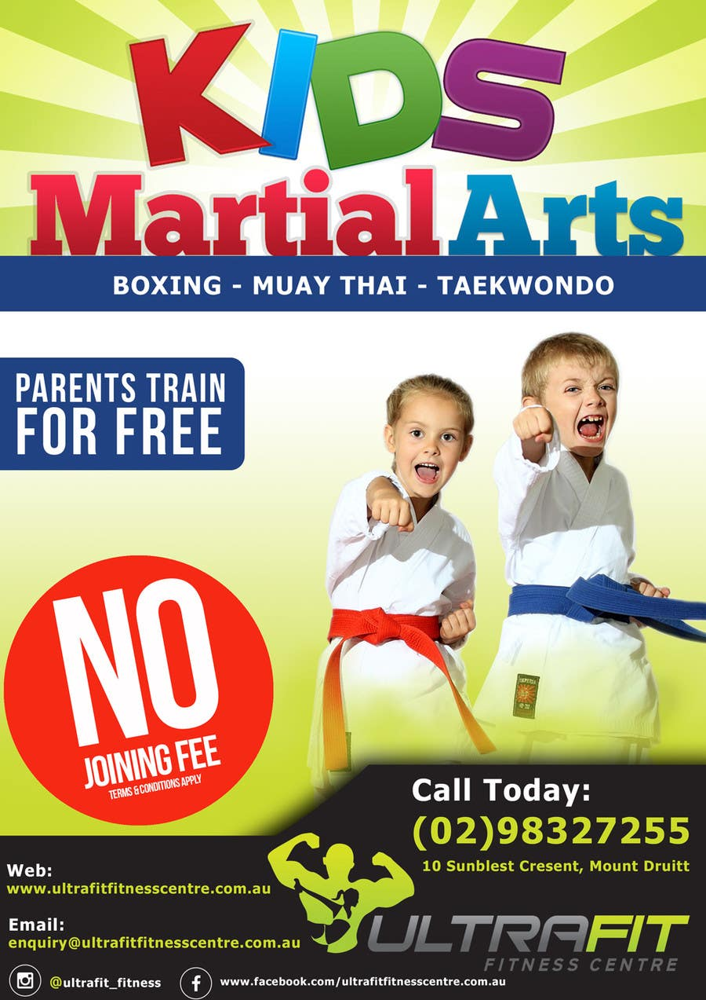 KIDS
Martial Arts
BOXING - MUAY THAI - TAEKWONDO
PARENTS TRAIN
FOR FREE
NO
JOINING FEE
TERMS & CONDITIONS APPLY
Call Today:
(02)98327255
10 Sunblest Cresent, Mount Druitt
Web:
www.ultrafitfitnesscentre.com.au
Email:
enquiry@ultrafitfitnesscentre.com.au
ULTRAFIT
FITNESS CENTRE
@ultrafit_fitness
www.facebook.com/ultrafitfitnesscentre.com.au